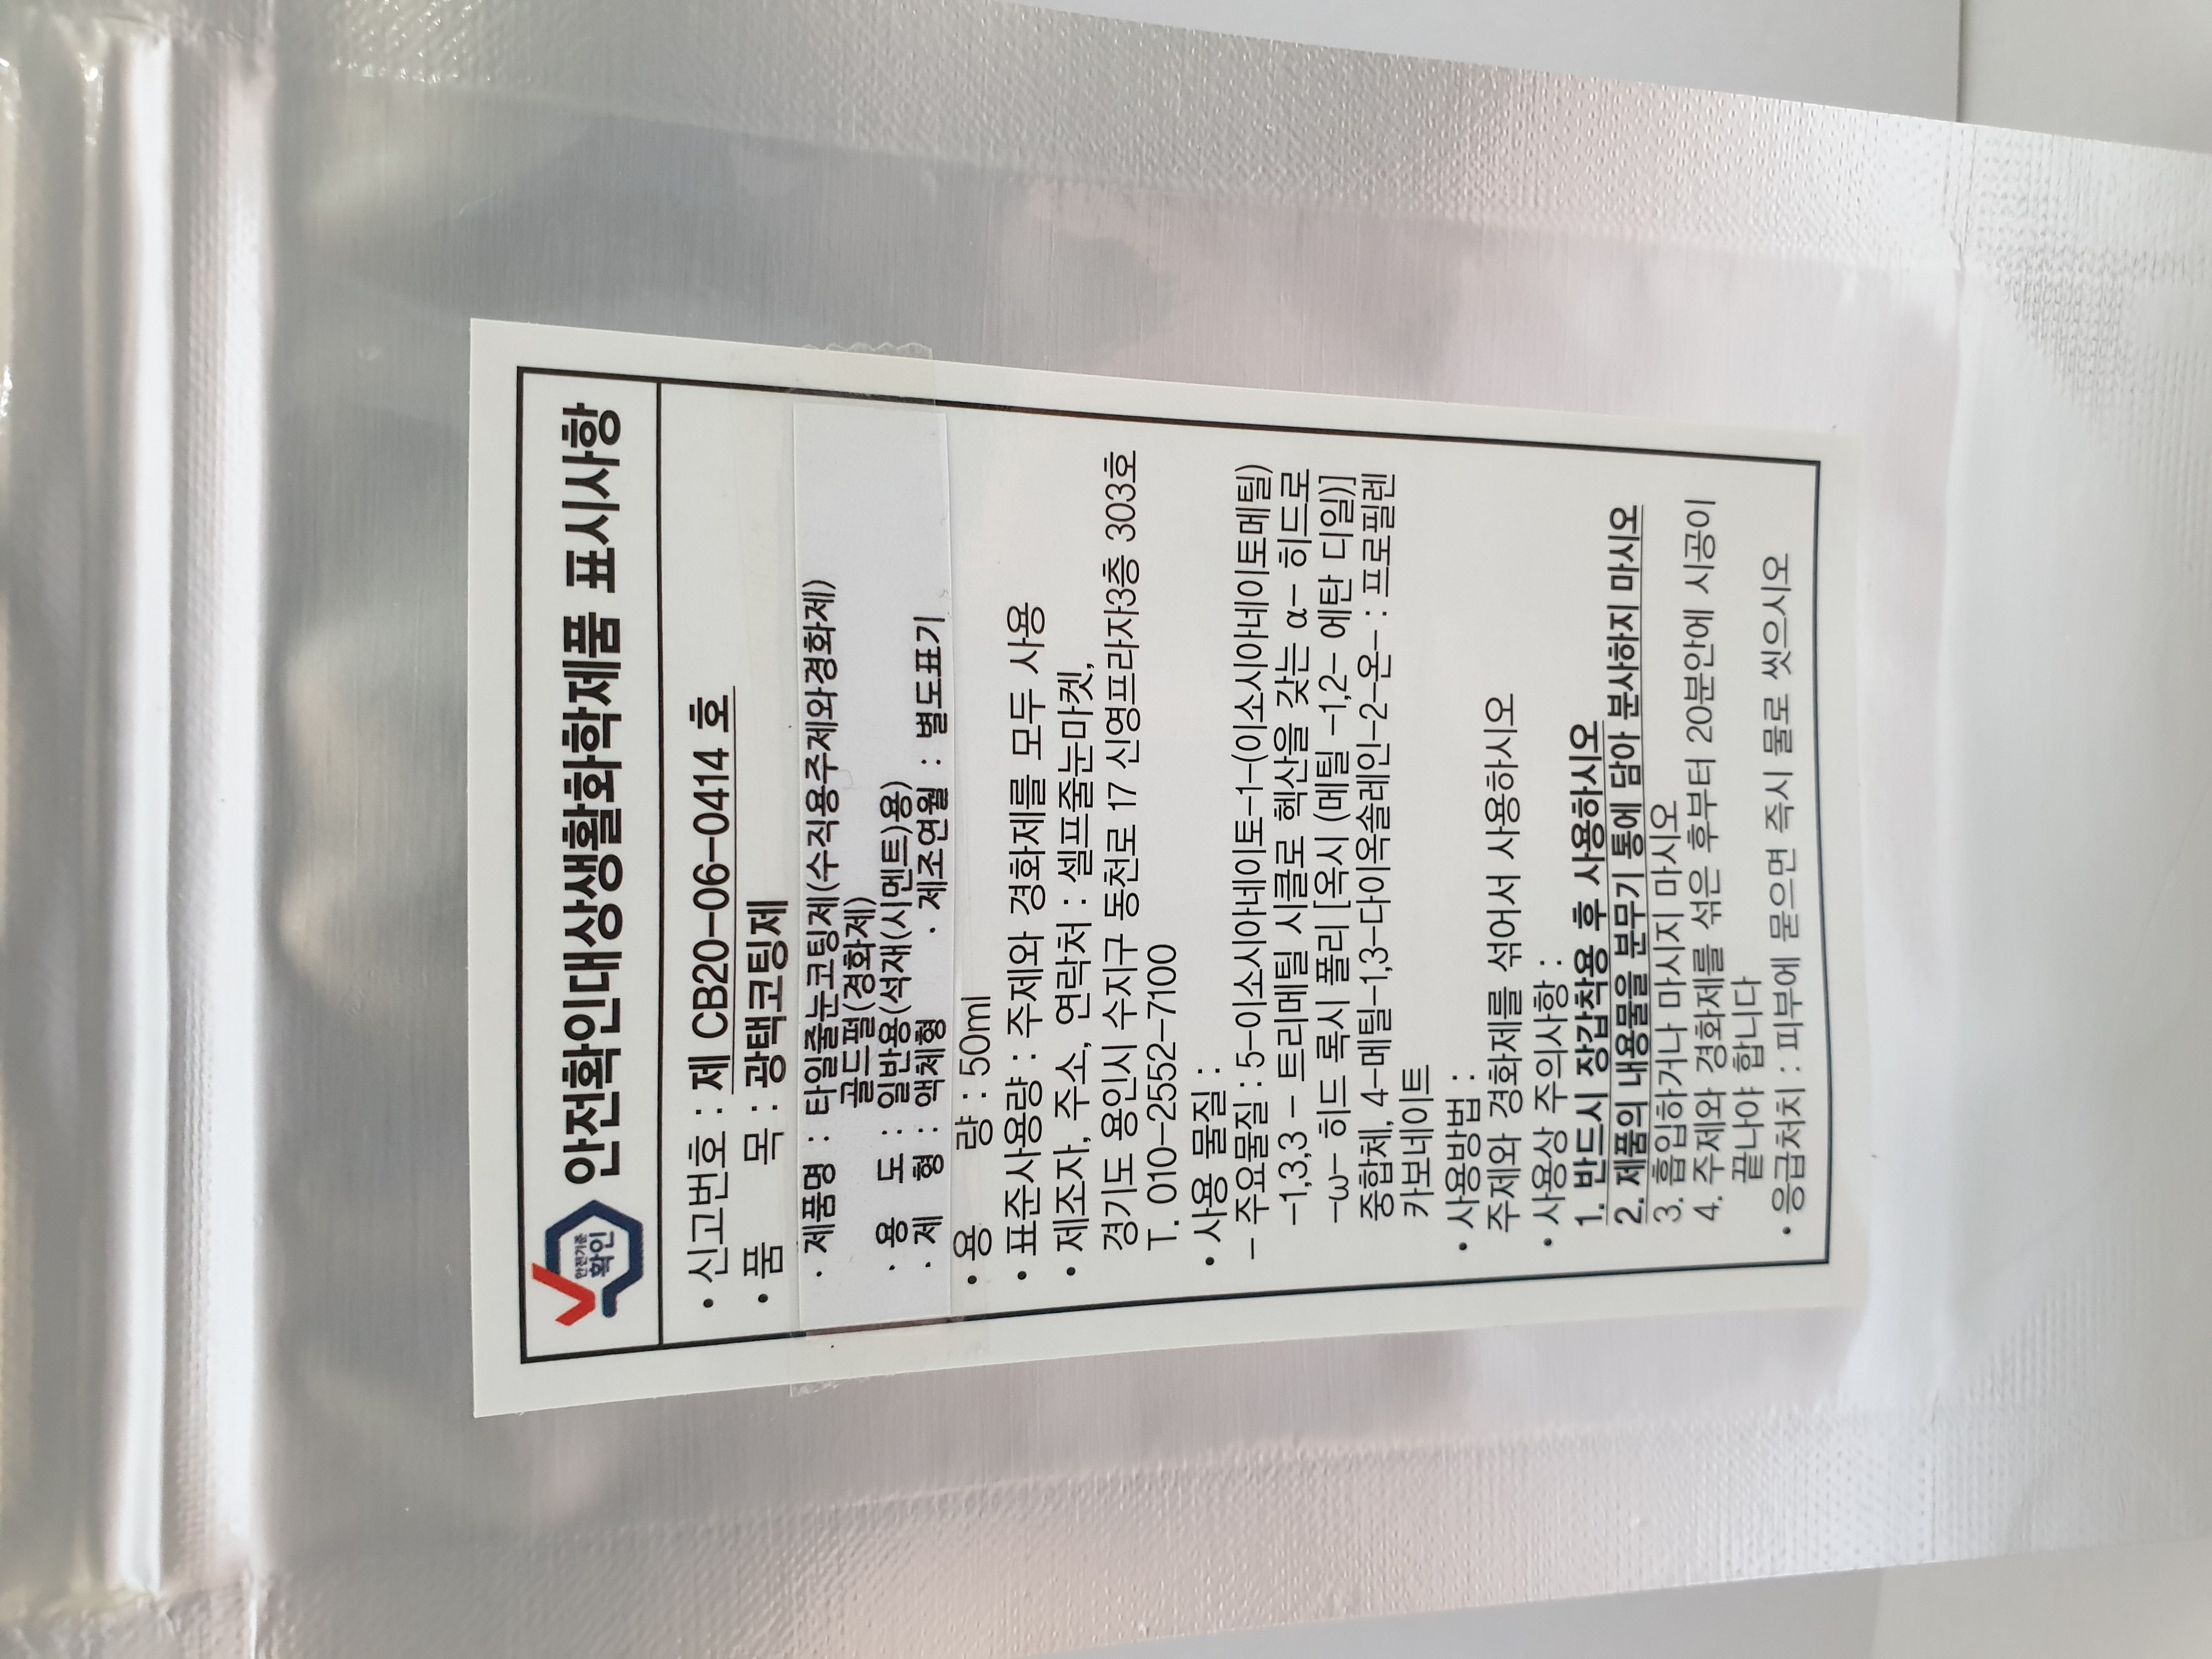 안전기준
확인
안전확인대상생활화학제품 표시사항
• 신고번호 : 제 CB20-06-0414 호
• 품 목 : 광택코팅제
· 제품명 : 타일줄눈코팅제(수직용주제와경화제)
골드펄(경화제)
· 용 도 : 일반용(석재(시멘트)용)
· 제 형 : 액체형 · 제조연월 : 별도표기
• 용 량 : 50ml
• 표준사용량 : 주제와 경화제를 모두 사용
• 제조자, 주소, 연락처 : 셀프줄눈마켓,
경기도 용인시 수지구 동천로 17 신영프라자3층 303호
T. 010-2552-7100
• 사용 물질 :
- 주요물질 : 5-이소시아네이토-1-(이소시아네이토메틸)
-1,3,3 - 트리메틸 시클로 헥산을 갖는 α- 히드로
-ω- 히드 록시 폴리 [옥시 (메틸 -1,2- 에탄 디일)]
중합체, 4-메틸-1,3-다이옥솔레인-2-온- : 프로필렌
카보네이트
• 사용방법 :
주제와 경화제를 섞어서 사용하시오
• 사용상 주의사항 :
1. 반드시 장갑착용 후 사용하시오
2. 제품의 내용물을 분무기 통에 담아 분사하지 마시오
3. 흡입하거나 마시지 마시오
4. 주제와 경화제를 섞은 후부터 20분안에 시공이
끝나야 합니다
• 응급처치 : 피부에 묻으면 즉시 물로 씻으시오